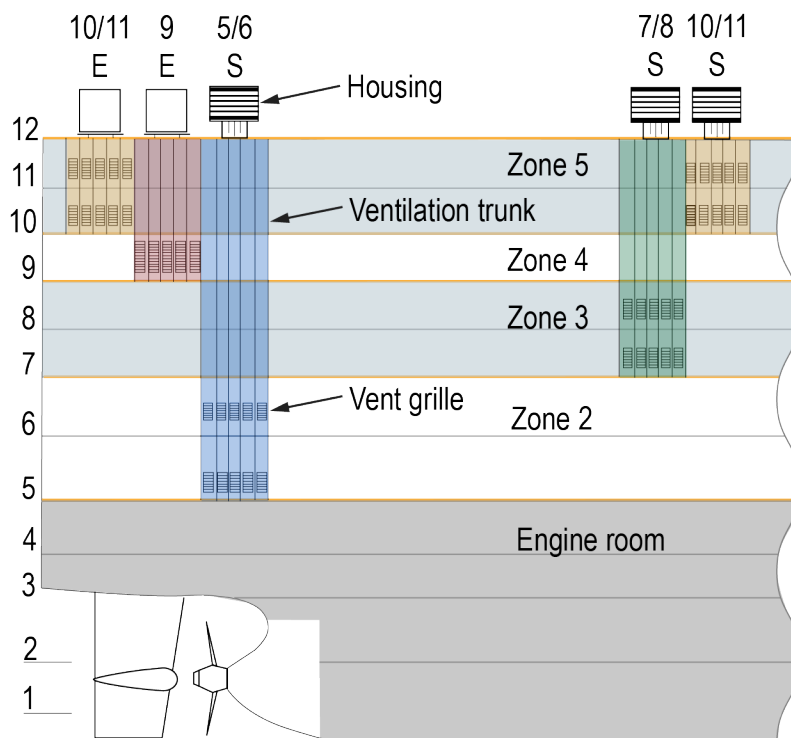 10/11 9 5/6 7/8 10/11
E E S S S
Housing
12
Zone 5
11
Ventilation trunk
10
Zone 4
9
Zone 3
8
7
Vent grille
Zone 2
6
5
Engine room
4
3
2
1